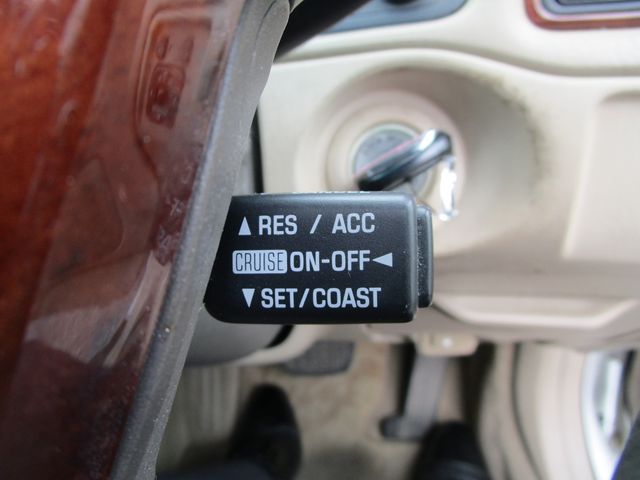 ▲ RES / ACC
CRUISE ON-OFF ◄
▼ SET/COAST